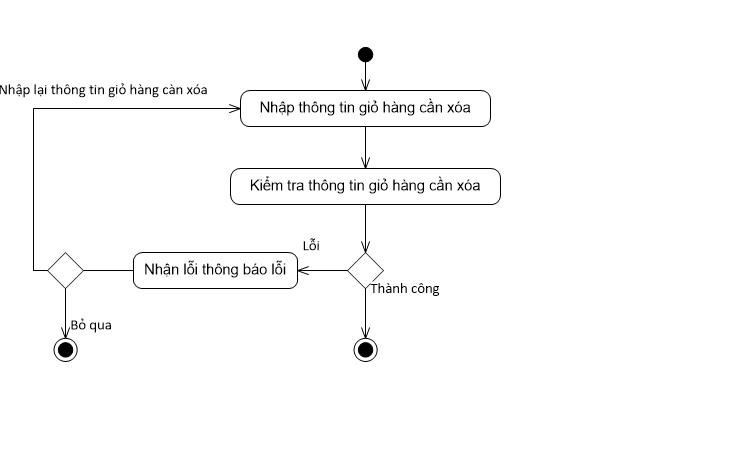 Nhập lại thông tin giỏ hàng càn xóa
Nhập thông tin giỏ hàng cần xóa
Kiểm tra thông tin giỏ hàng cần xóa
Lỗi
Nhận lỗi thông báo lỗi
Thành công
Bỏ qua